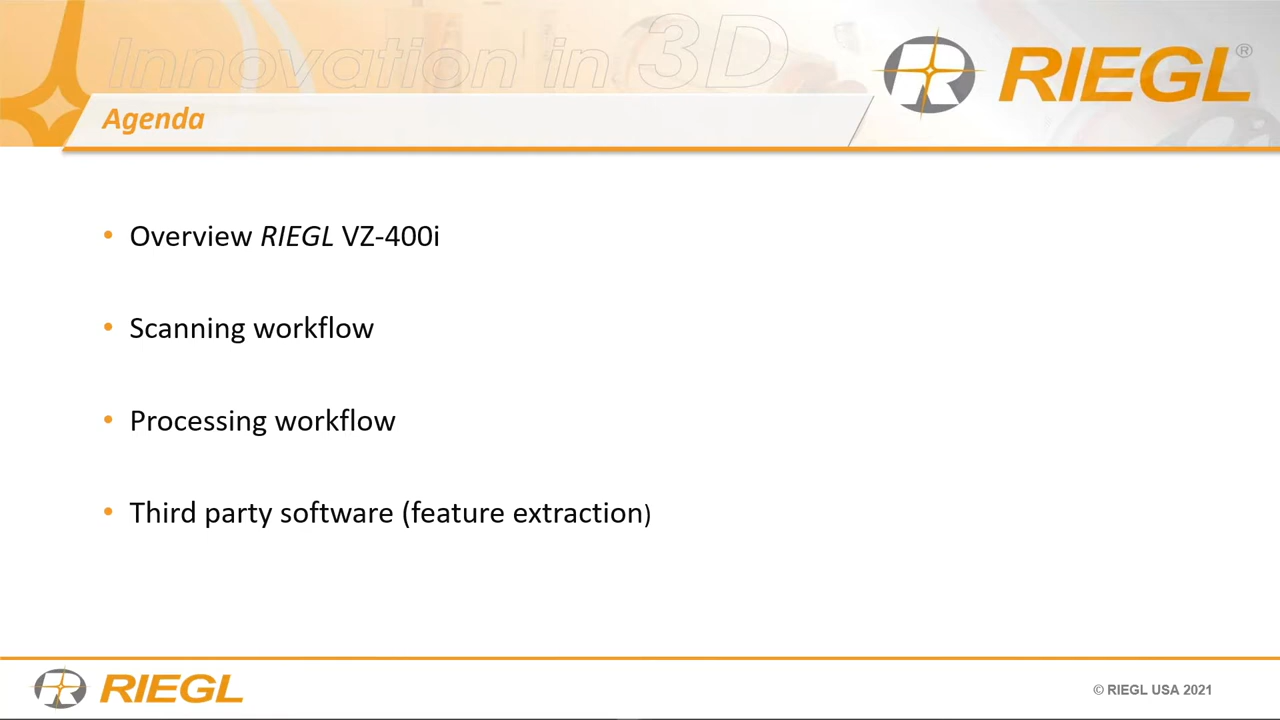 Innovation in 3D
RIEGL®
Agenda
• Overview RIEGL VZ-400i
• Scanning workflow
• Processing workflow
• Third party software (feature extraction)
RIEGL
© RIEGL USA 2021